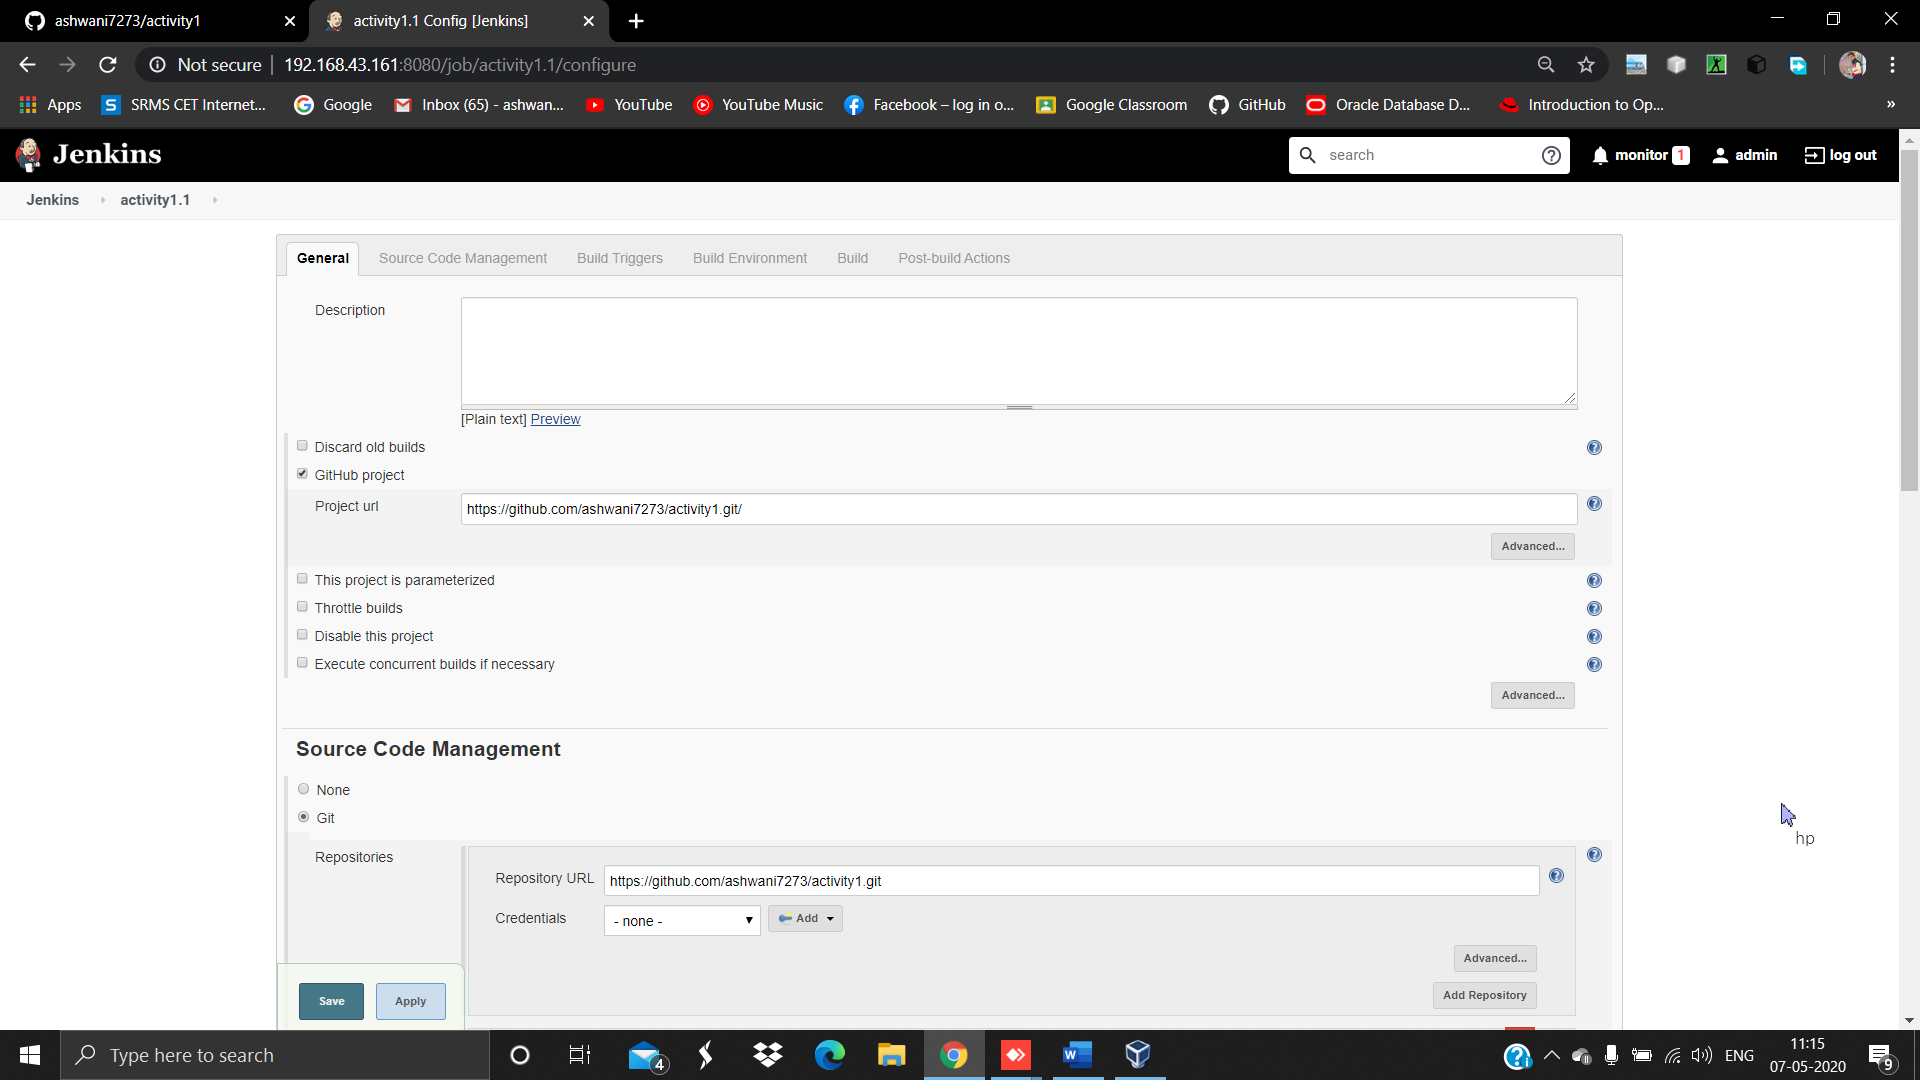 ashwani7273/activity1
activity1.1 Config [Jenkins]
Not secure
192.168.43.161:8080/job/activity1.1/configure
Apps
SRMS CET Internet...
Google
Inbox (65) - ashwan...
YouTube
YouTube Music
Facebook – log in o...
Google Classroom
GitHub
Oracle Database D...
Introduction to Op...
»
Jenkins
search
monitor 1
admin
log out
Jenkins
activity1.1
General
Source Code Management
Build Triggers
Build Environment
Build
Post-build Actions
Description
[Plain text] Preview
Discard old builds
GitHub project
Project url
https://github.com/ashwani7273/activity1.git/
Advanced...
This project is parameterized
Throttle builds
Disable this project
Execute concurrent builds if necessary
Advanced...
Source Code Management
None
Git
hp
Repositories
Repository URL
https://github.com/ashwani7273/activity1.git
Credentials
- none -
Add
Advanced...
Add Repository
Save
Apply
Type here to search
4
ENG
11:15
07-05-2020
9